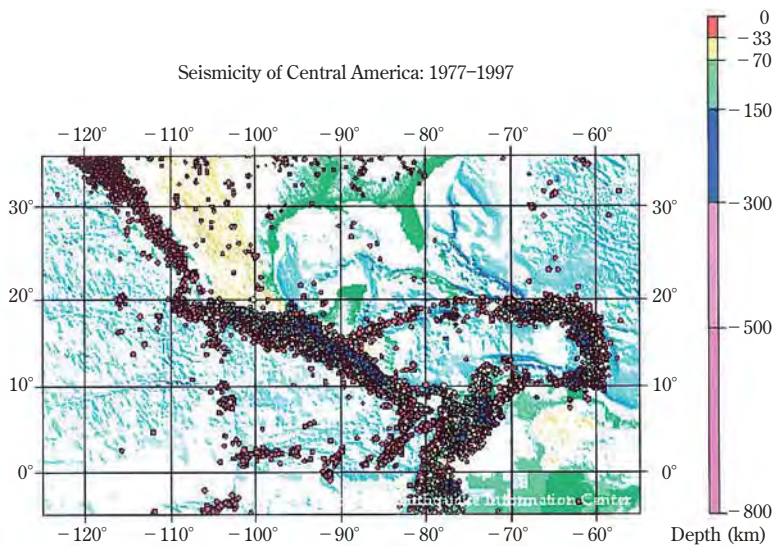 Seismicity of Central America: 1977–1997
−120° −110° −100° −90° −80° −70° −60°
30° 30°
20° 20°
10° 10°
0° 0°
Earthquake Information Center
−120° −110° −100° −90° −80° −70° −60°
0
−33
−70
−150
−300
−500
−800
Depth (km)